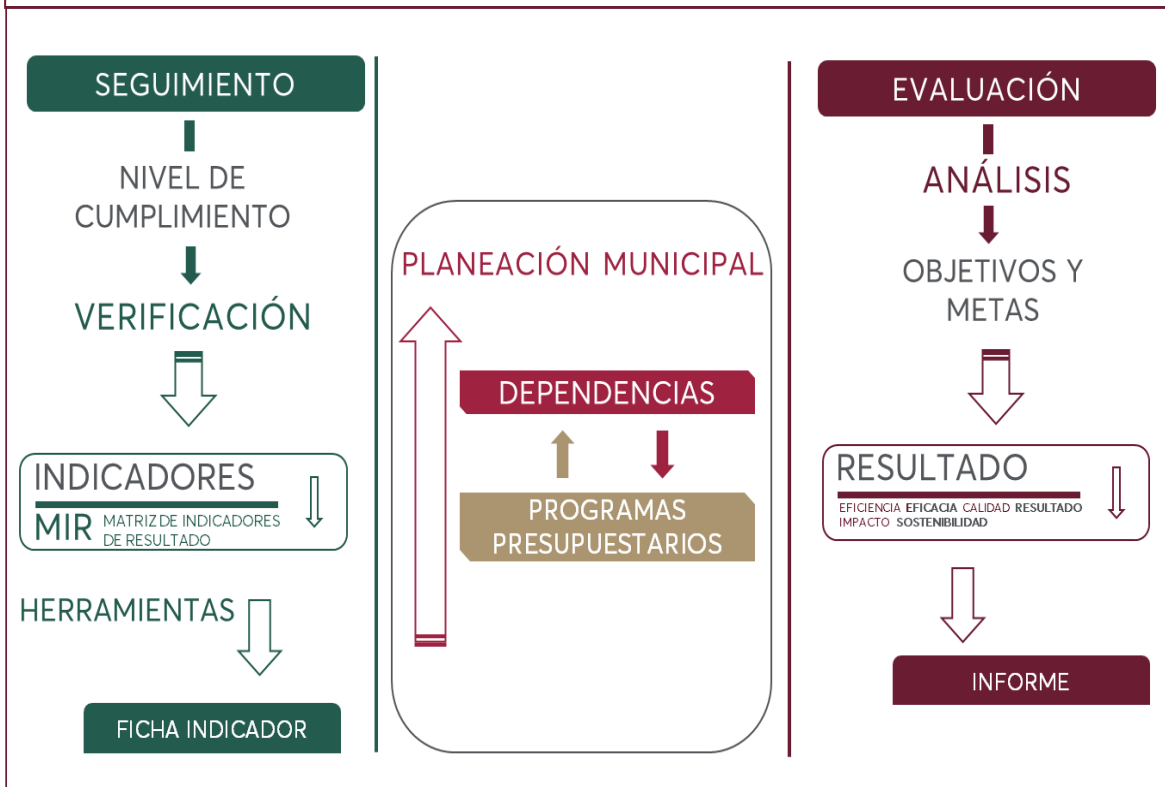 SEGUIMIENTO
NIVEL DE
CUMPLIMIENTO
VERIFICACIÓN
INDICADORES
MIR MATRIZ DE INDICADORES
DE RESULTADO
HERRAMIENTAS
FICHA INDICADOR
PLANEACIÓN MUNICIPAL
DEPENDENCIAS
PROGRAMAS
PRESUPUESTARIOS
EVALUACIÓN
ANÁLISIS
OBJETIVOS Y
METAS
RESULTADO
EFICIENCIA EFICACIA CALIDAD RESULTADO
IMPACTO SOSTENIBILIDAD
INFORME